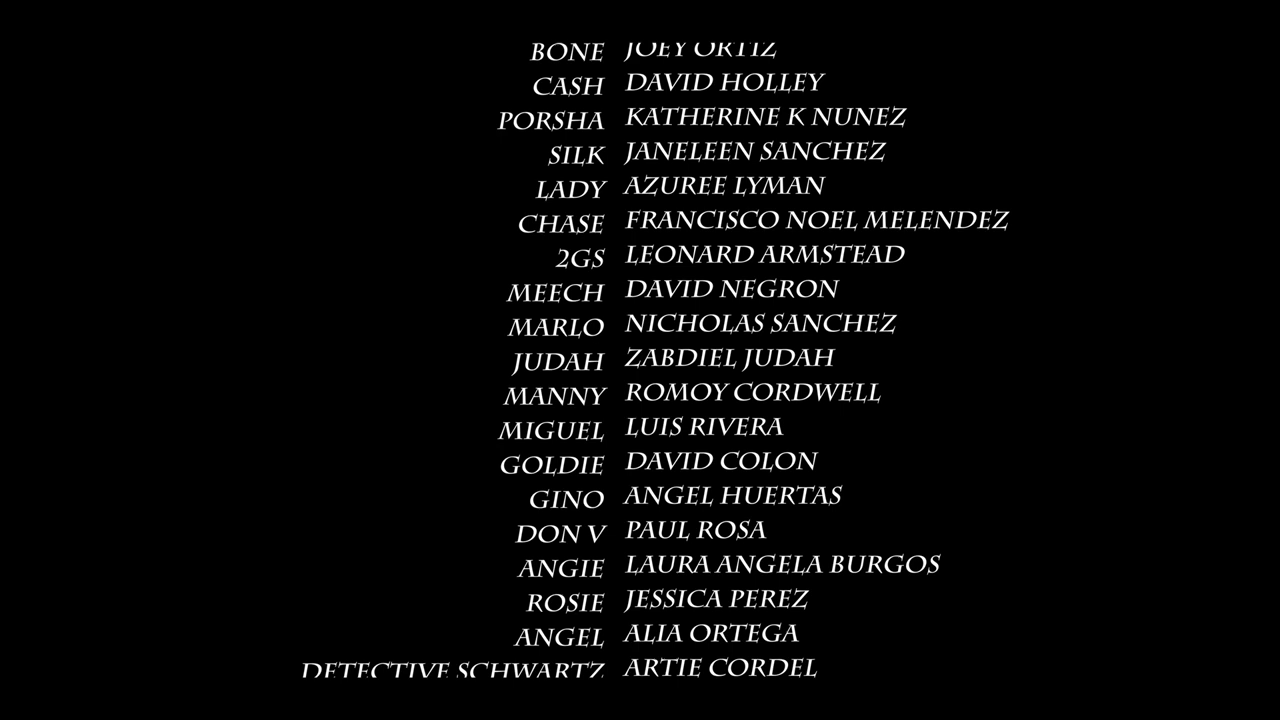 BONE JOEY ORTIZ
CASH DAVID HOLLEY
PORSHA KATHERINE K NUNEZ
SILK JANELEEN SANCHEZ
LADY AZUREE LYMAN
CHASE FRANCISCO NOEL MELENDEZ
2GS LEONARD ARMSTEAD
MEECH DAVID NEGRON
MARLO NICHOLAS SANCHEZ
JUDAH ZABDIEL JUDAH
MANNY ROMOY CORDWELL
MIGUEL LUIS RIVERA
GOLDIE DAVID COLON
GINO ANGEL HUERTAS
DON V PAUL ROSA
ANGIE LAURA ANGELA BURGOS
ROSIE JESSICA PEREZ
ANGEL ALIA ORTEGA
DETECTIVE SCHWARTZ ARTIE CORDEL